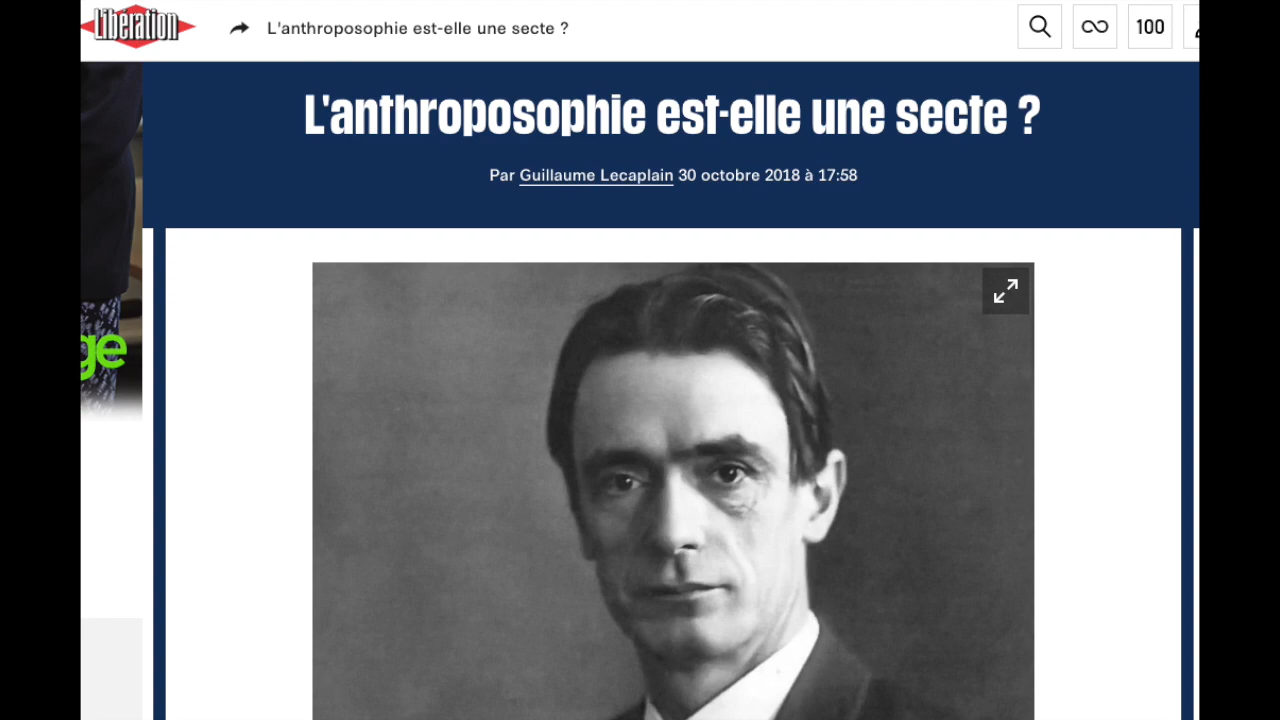 Libération
L'anthroposophie est-elle une secte ?
100
L'anthroposophie est-elle une secte ?
Par Guillaume Lecaplain 30 octobre 2018 à 17:58
ge